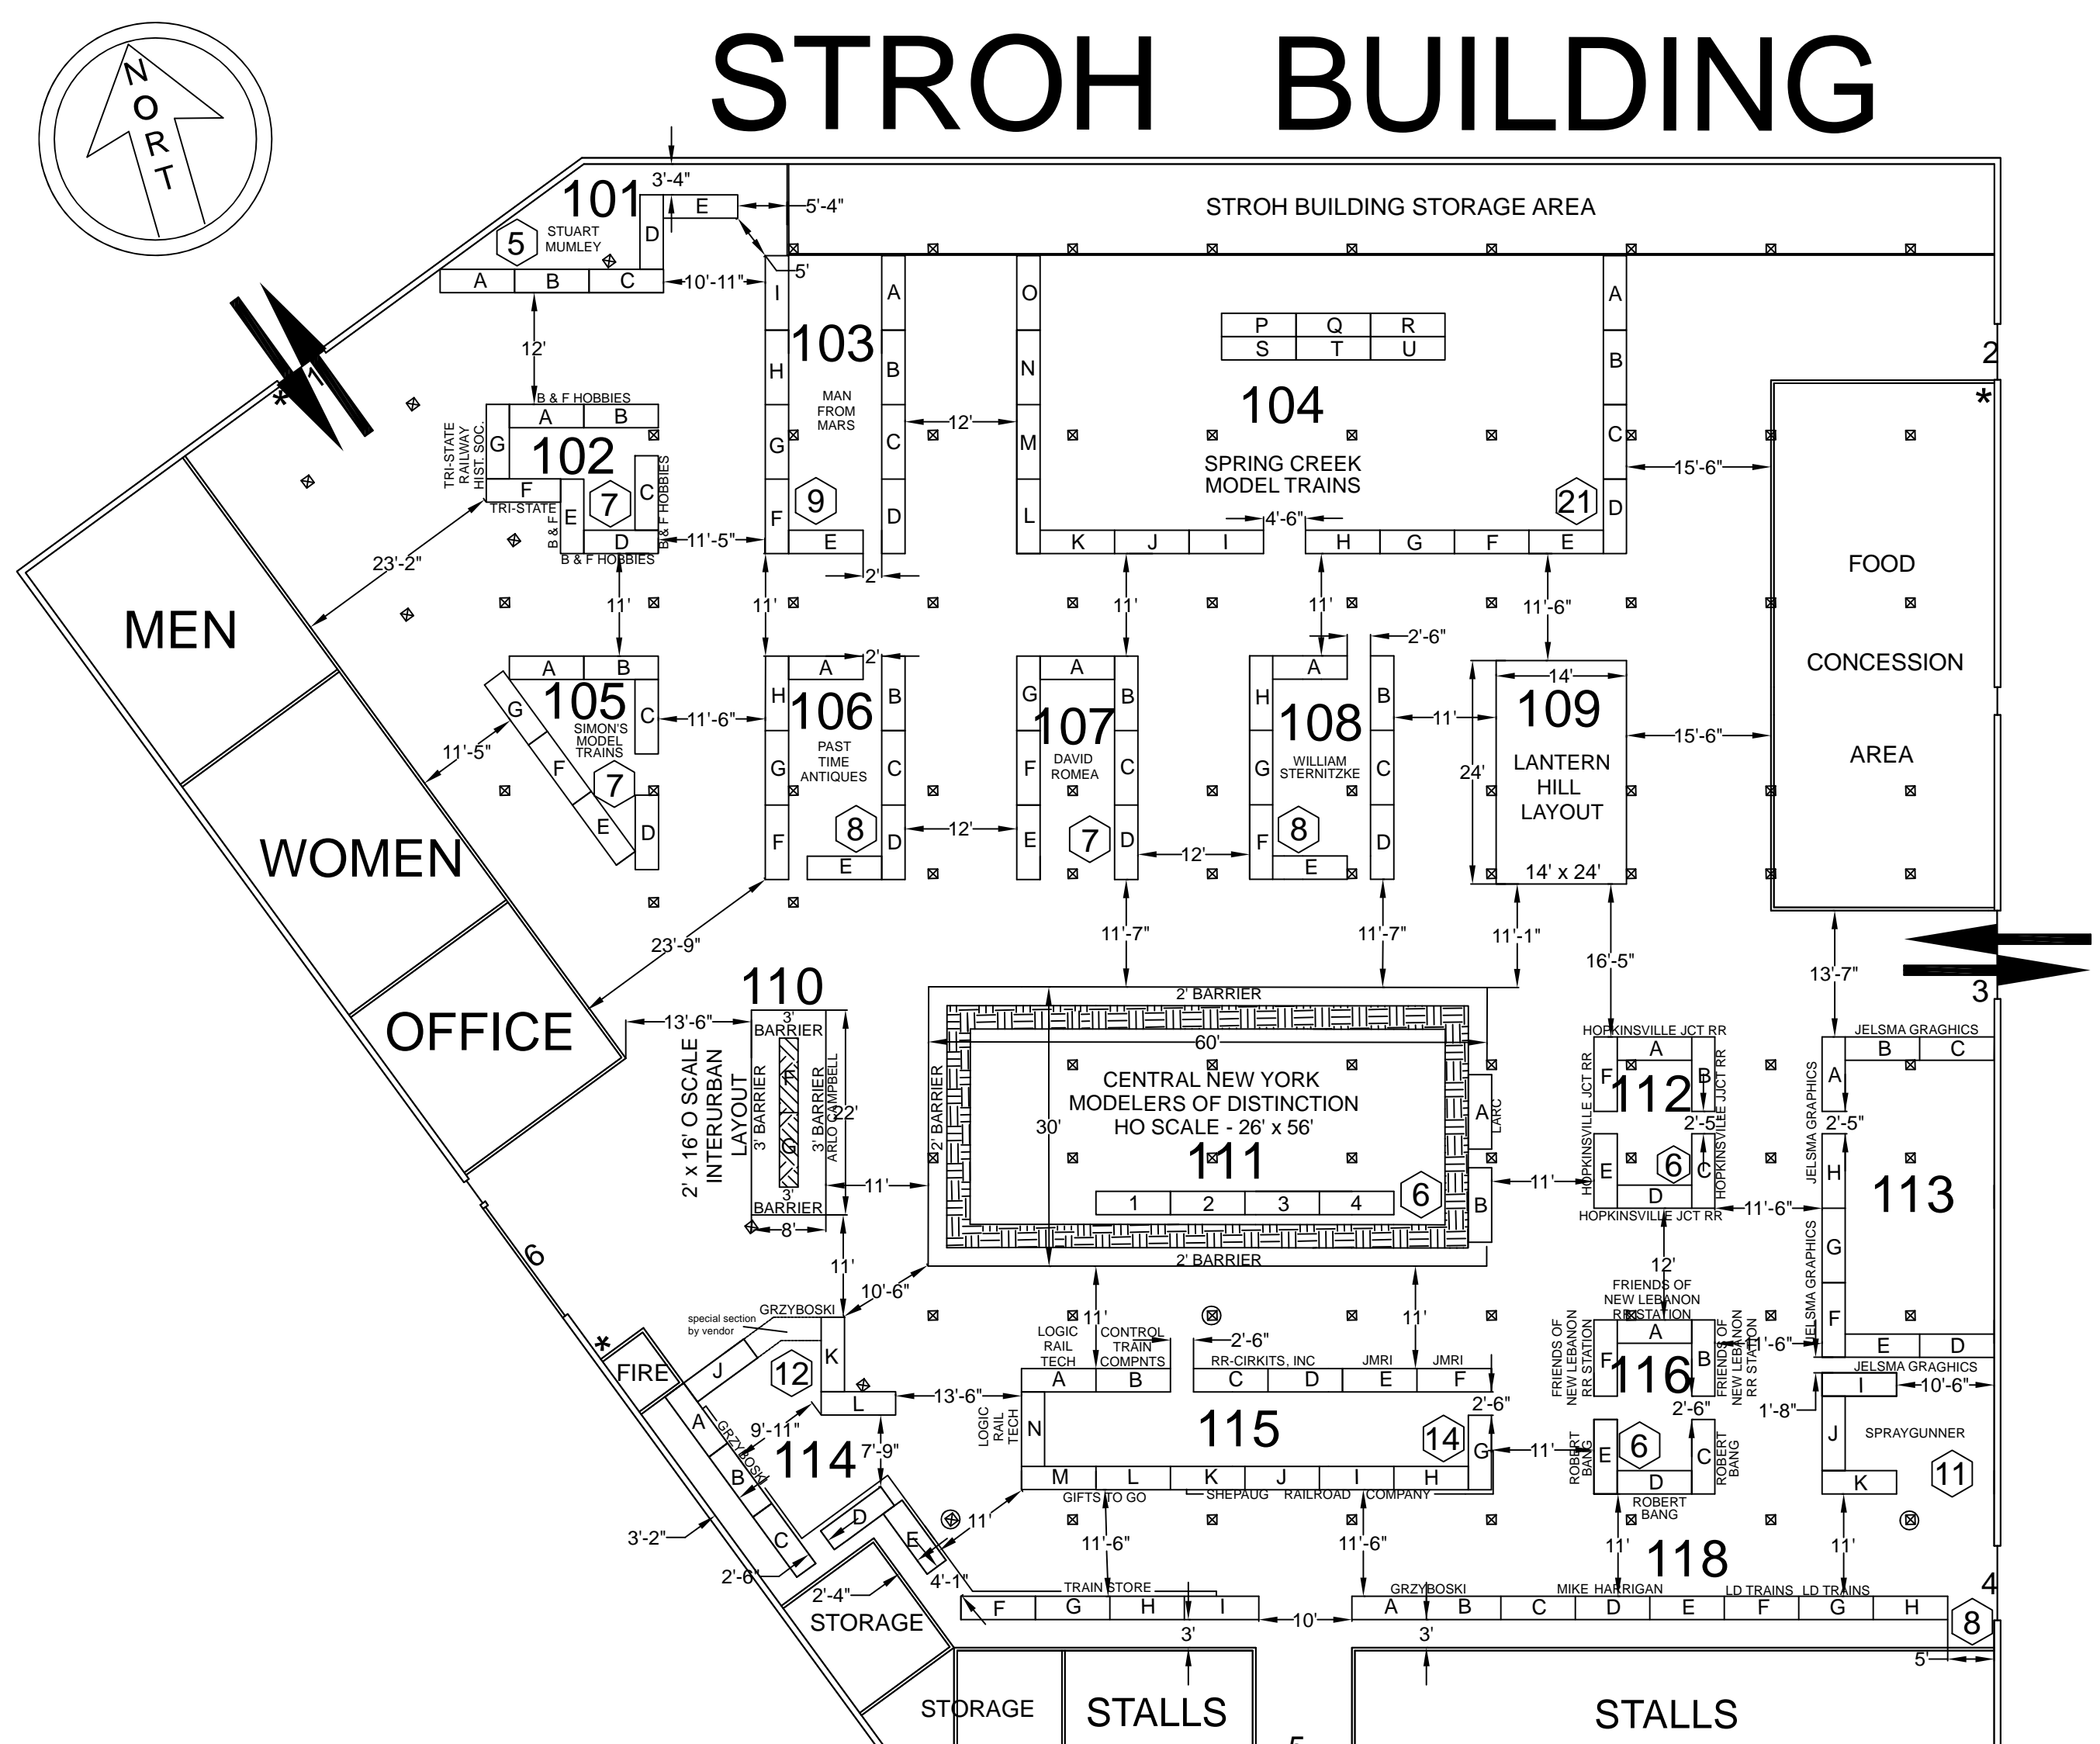 STROH BUILDING
NORT
101
STUART
MUMLEY
5
A B C
D
E
3'-4"
5'-4"
5'
10'-11"
12'
STROH BUILDING STORAGE AREA
1
*
2
*
103
MAN
FROM
MARS
9
I
H
G
F
E
A
B
C
D
2'
12'
104
SPRING CREEK
MODEL TRAINS
21
P Q R
S T U
O
N
M
L
K J I
4'-6"
H G F E
A
B
C
D
15'-6"
B & F HOBBIES
A B
102
7
TRI-STATE
RAILWAY
HIST. SOC.
G
F
TRI-STATE
B & F
E
C
B & F HOBBIES
D
B & F HOBBIES
11'-5"
23'-2"
11'
11'
11'
11'
11'-6"
FOOD
CONCESSION
AREA
MEN
WOMEN
OFFICE
105
SIMON'S
MODEL
TRAINS
7
A B
C
D
E
F
G
11'-5"
11'-6"
106
PAST
TIME
ANTIQUES
8
A
2'
B
C
D
E
F
G
H
12'
107
DAVID
ROMEA
7
A
B
C
D
E
F
G
12'
108
WILLIAM
STERNITZKE
8
A
2'-6"
B
C
D
E
F
G
H
11'
109
LANTERN
HILL
LAYOUT
14'
24'
14' x 24'
15'-6"
23'-9"
11'-7"
11'-7"
11'-1"
16'-5"
13'-7"
3
110
13'-6"
2' x 16' O SCALE
INTERURBAN
LAYOUT
3'
BARRIER
3' BARRIER
3' BARRIER
ARLO CAMPBELL
22'
3'
BARRIER
8'
11'
11'
10'-6"
2' BARRIER
60'
2' BARRIER
30'
CENTRAL NEW YORK
MODELERS OF DISTINCTION
HO SCALE - 26' x 56'
111
1 2 3 4
6
A
LARC
B
2' BARRIER
11'
HOPKINSVILLE JCT RR
112
6
A
B
C
D
E
F
HOPKINSVILLE JCT RR
HOPKINSVILLE JJCT RR
2'-5"
HOPKINSVILLE JCT RR
11'-6"
12'
JELSMA GRAGHICS
B C
A
JELSMA GRAPHICS
2'-5"
H
G
F
113
JELSMA GRAPHICS
E D
JELSMA GRAGHICS
I
10'-6"
1'-8"
J
SPRAYGUNNER
K
11
6
*
FIRE
special section
by vendor
GRZYBOSKI
J
K
L
12
13'-6"
9'-11"
7'-9"
114
GRZYBOSKI
A
B
C
D
E
3'-2"
2'-6"
2'-4"
4'-1"
11'
STORAGE
11'
11'
LOGIC
RAIL
TECH
CONTROL
TRAIN
COMPNTS
2'-6"
RR-CIRKITS, INC
JMRI
JMRI
A B C D E F
115
14
LOGIC
RAIL
TECH
N
2'-6"
G
M L K J I H
GIFTS TO GO
SHEPAUG RAILROAD COMPANY
11'
11'-6"
11'-6"
FRIENDS OF
NEW LEBANON
RR STATION
116
6
A
B
C
D
E
F
FRIENDS OF
NEW LEBANON
RR STATION
FRIENDS OF
NEW LEBANON
RR STATION
11'-6"
2'-6"
ROBERT
BANG
ROBERT
BANG
ROBERT
BANG
11'
118
11'
4
TRAIN STORE
F G H I
10'
GRZYBOSKI
MIKE HARRIGAN
LD TRAINS
LD TRAINS
A B C D E F G H
8
3'
3'
5'
STORAGE
STALLS
STALLS